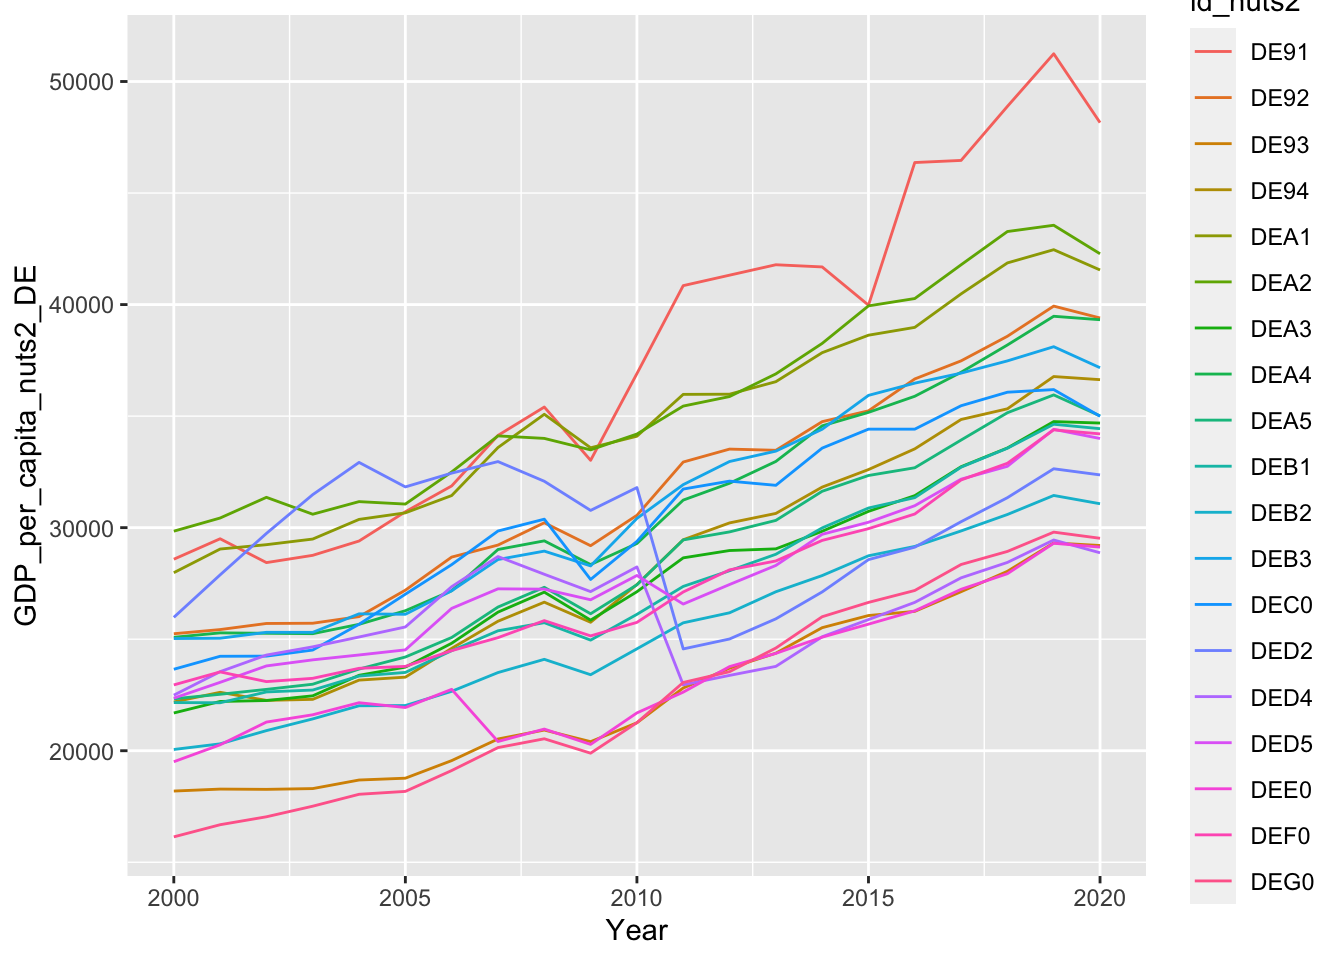 id_nuts2
DE91
DE92
DE93
DE94
DEA1
DEA2
DEA3
DEA4
DEA5
DEB1
DEB2
DEB3
DEC0
DED2
DED4
DED5
DEE0
DEF0
DEG0
GDP_per_capita_nuts2_DE
50000
40000
30000
20000
2000 2005 2010 2015 2020
Year